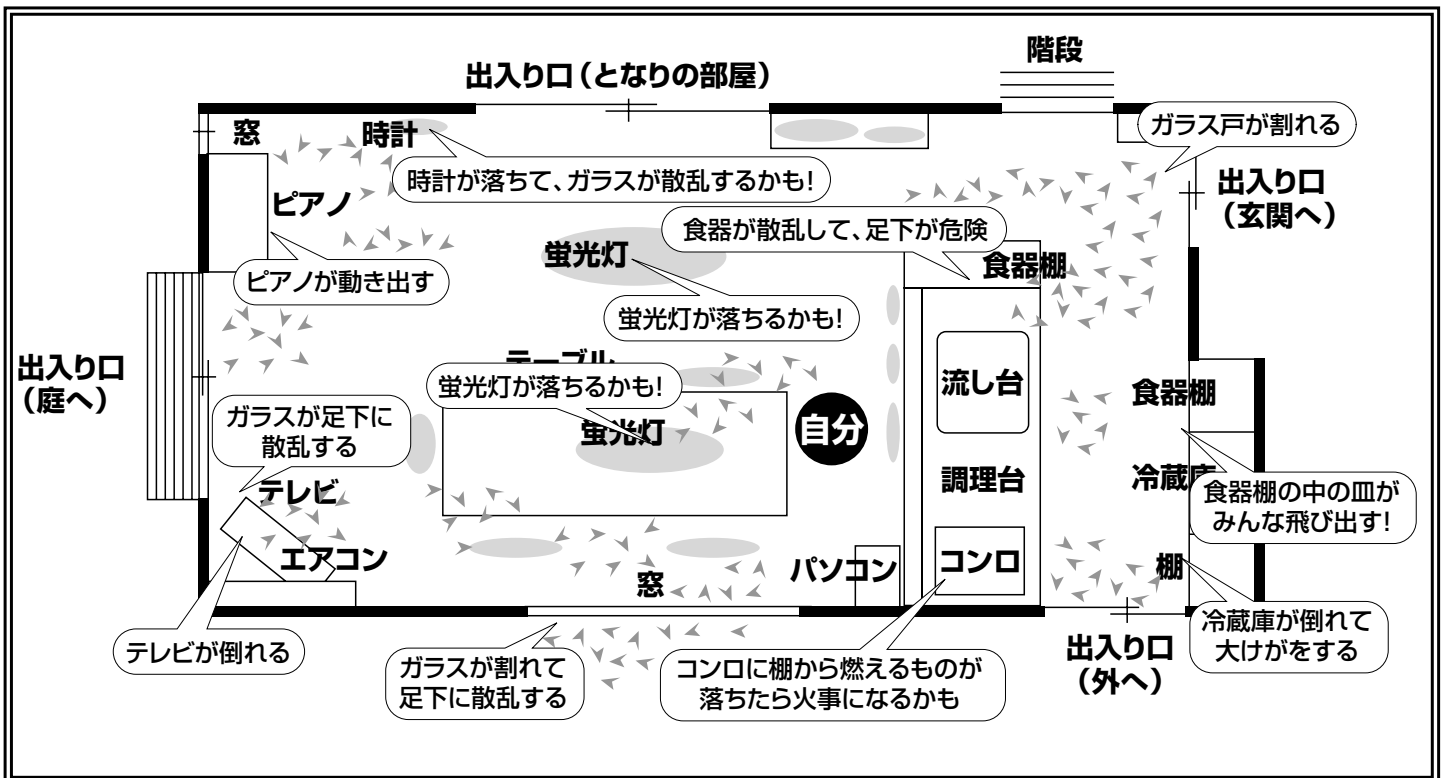 階段
出入り口(となりの部屋)
窓
時計
ガラス戸が割れる
時計が落ちて、ガラスが散乱するかも!
出入り口
(玄関へ)
ピアノ
食器が散乱して、足下が危険
蛍光灯
食器棚
ピアノが動き出す
蛍光灯が落ちるかも!
出入り口
(庭へ)
テーブル
蛍光灯が落ちるかも!
流し台
食器棚
ガラスが足下に
散乱する
蛍光灯
自分
テレビ
調理台
冷蔵庫
食器棚の中の皿が
みんな飛び出す!
エアコン
窓
パソコン
コンロ
棚
テレビが倒れる
ガラスが割れて
足下に散乱する
コンロに棚から燃えるものが
落ちたら火事になるかも
出入り口
(外へ)
冷蔵庫が倒れて
大けがをする